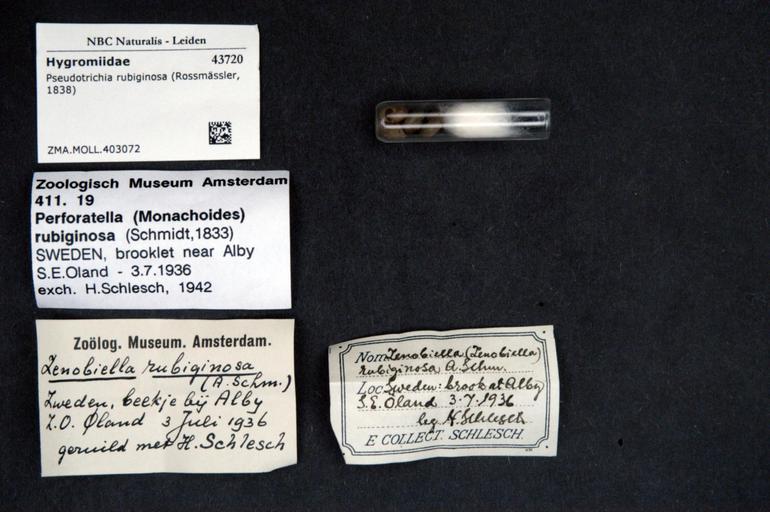 NBC Naturalis - Leiden
Hygromiidae 43720
Pseudotrichia rubiginosa (Rossmässler,
1838)
ZMA.MOLL.403072
Zoologisch Museum Amsterdam
411. 19
Perforatella (Monachoides)
rubiginosa (Schmidt,1833)
SWEDEN, brooklet near Alby
S.E.Oland - 3.7.1936
exch. H.Schlesch, 1942
Zoölog. Museum. Amsterdam.
Zenobiella rubiginosa
(A. Schm.)
Zweden, beekje bij Alby
Z.O. Øland 3 Juli 1936
geruild met H. Schlesch
Nom. Zenobiella (Zenobiella)
rubiginosa A. Schm.
Loc. Sweden: brook at Alby
S.E. Öland 3.7.1936
leg. H. Schlesch
E COLLECT. SCHLESCH.